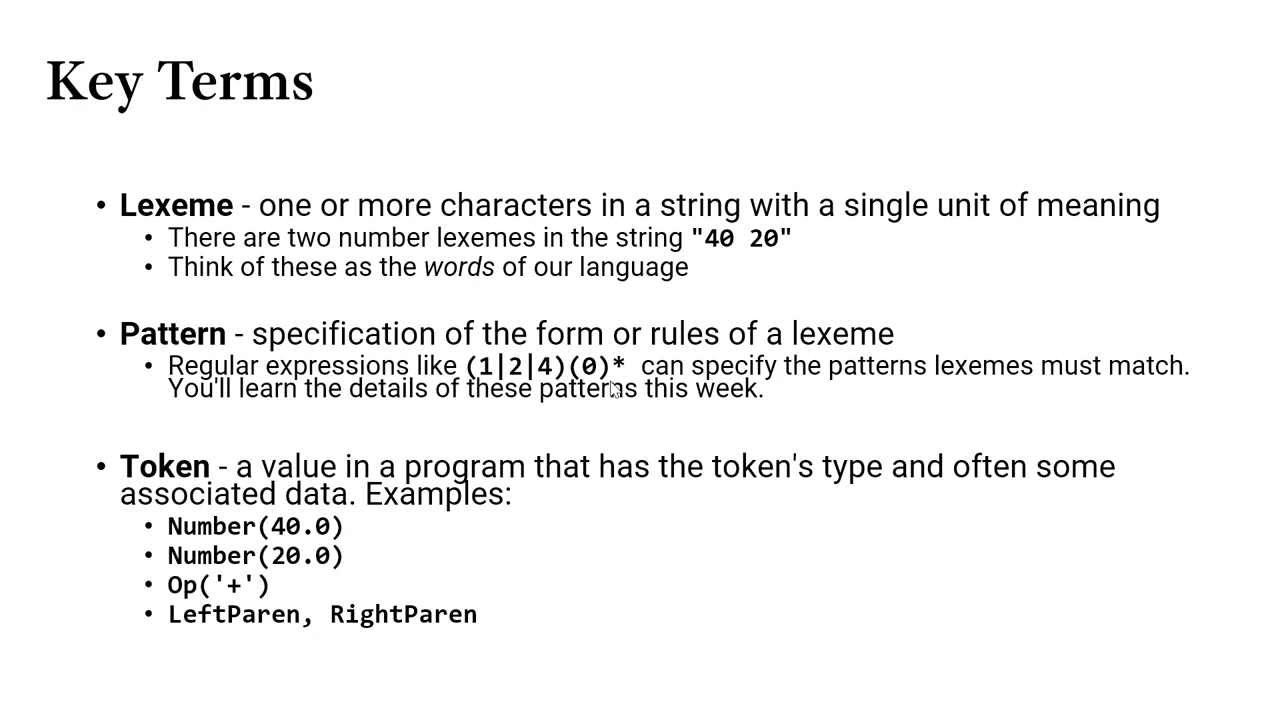 Key Terms
• Lexeme - one or more characters in a string with a single unit of meaning
• There are two number lexemes in the string "40 20"
• Think of these as the words of our language
• Pattern - specification of the form or rules of a lexeme
• Regular expressions like (1|2|4)(0)* can specify the patterns lexemes must match.
You'll learn the details of these patterns this week.
• Token - a value in a program that has the token's type and often some
associated data. Examples:
• Number(40.0)
• Number(20.0)
• Op('+')
• LeftParen, RightParen